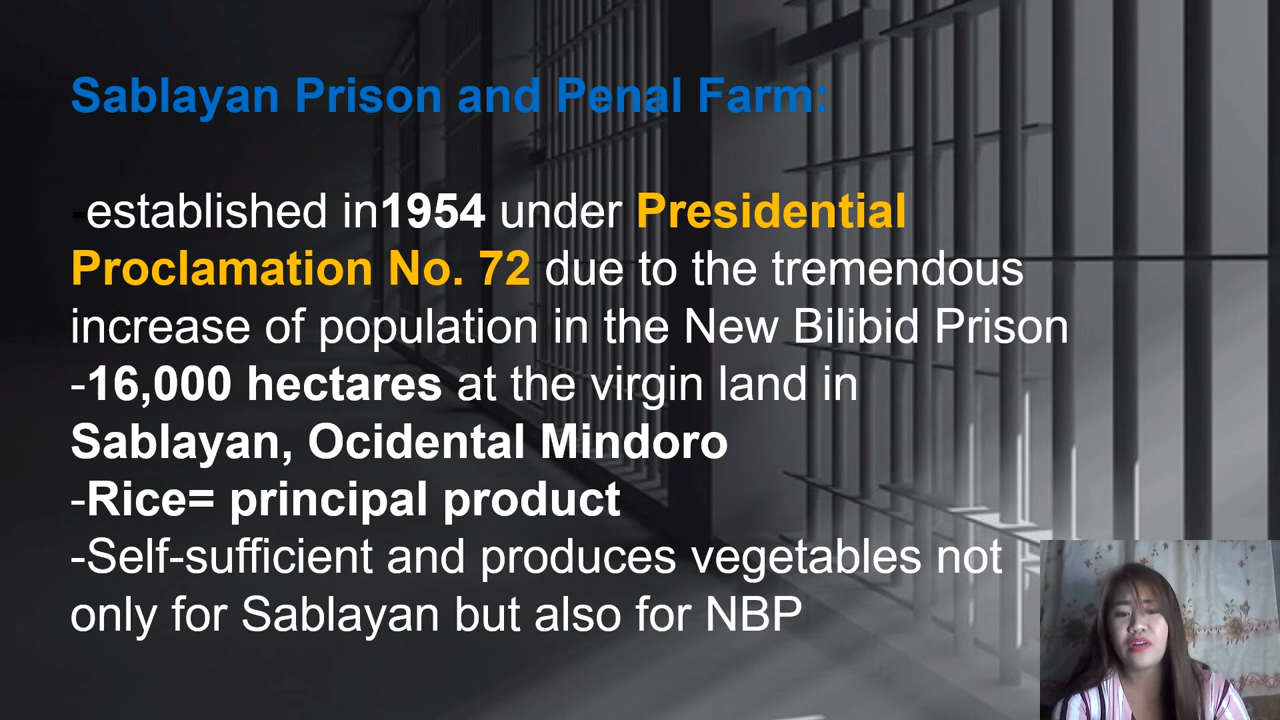 Sablayan Prison and Penal Farm:
-established in1954 under Presidential
Proclamation No. 72 due to the tremendous
increase of population in the New Bilibid Prison
-16,000 hectares at the virgin land in
Sablayan, Ocidental Mindoro
-Rice= principal product
-Self-sufficient and produces vegetables not
only for Sablayan but also for NBP